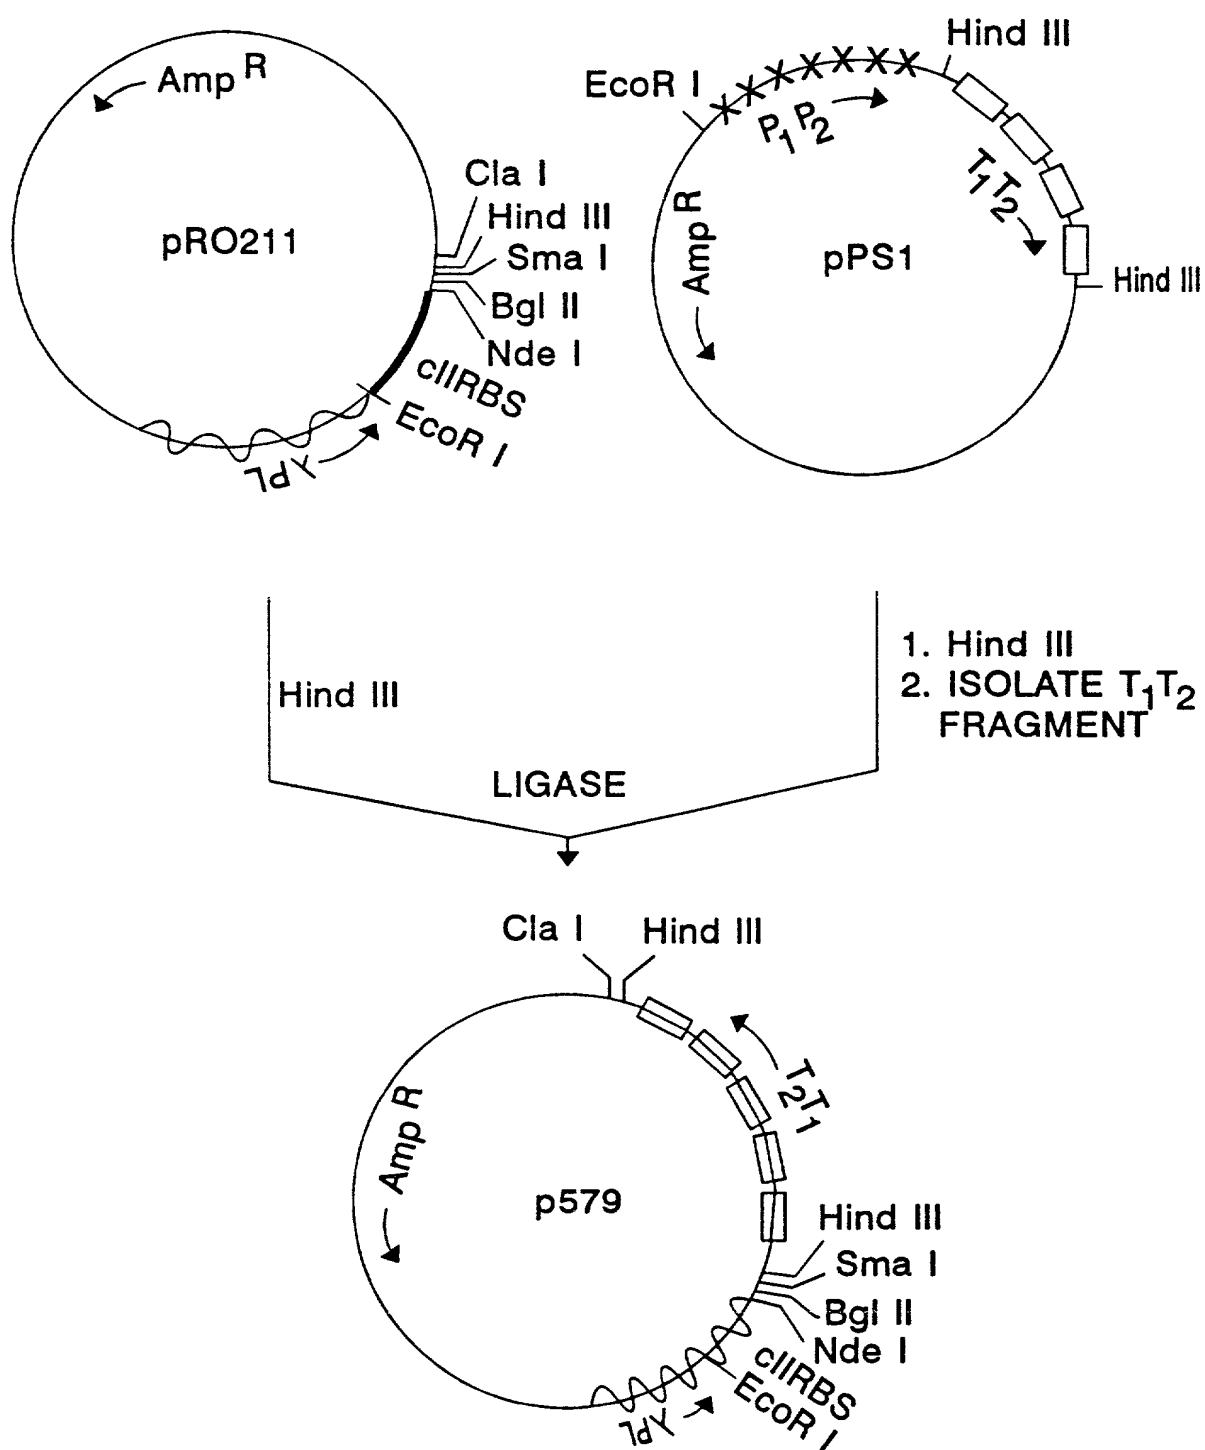 Amp R
pRO211
Cla I
Hind III
Sma I
Bgl II
Nde I
cIIRBS
EcoR I
λPL
Hind III
EcoR I
P1P2
T1T2
Amp R
pPS1
Hind III
Hind III
1. Hind III
2. ISOLATE T1T2
FRAGMENT
LIGASE
Cla I
Hind III
T2T1
Amp R
p579
Hind III
Sma I
Bgl II
Nde I
cIIRBS
EcoR I
λPL